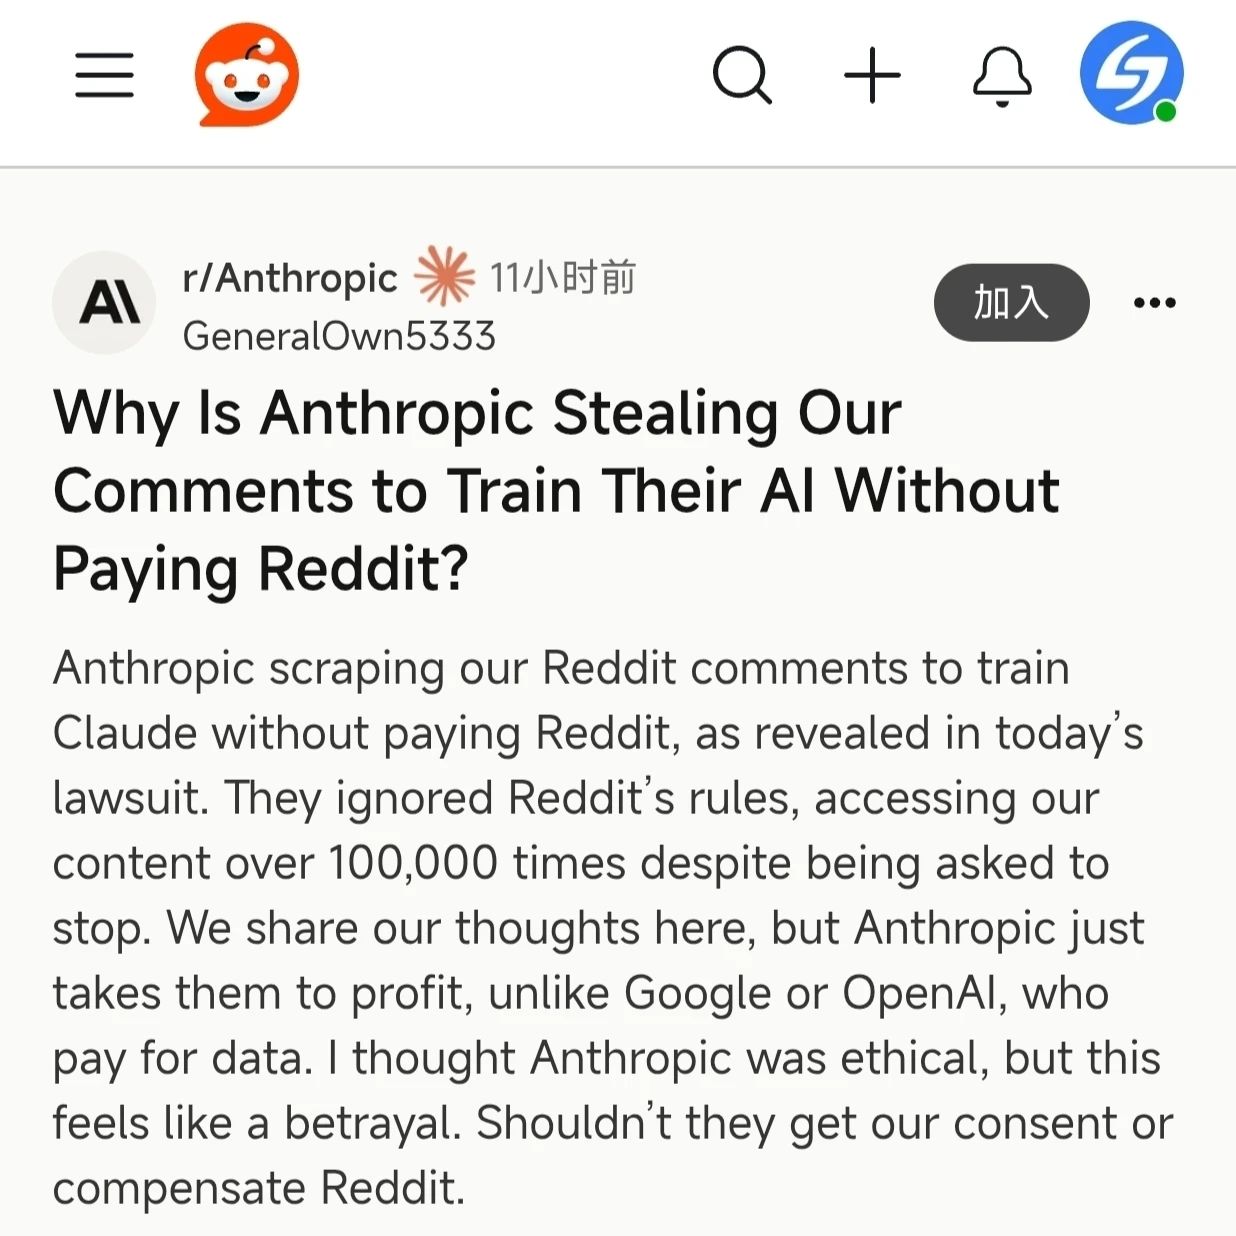 r/Anthropic 11小时前
GeneralOwn5333
加入
Why Is Anthropic Stealing Our
Comments to Train Their AI Without
Paying Reddit?
Anthropic scraping our Reddit comments to train
Claude without paying Reddit, as revealed in today’s
lawsuit. They ignored Reddit’s rules, accessing our
content over 100,000 times despite being asked to
stop. We share our thoughts here, but Anthropic just
takes them to profit, unlike Google or OpenAI, who
pay for data. I thought Anthropic was ethical, but this
feels like a betrayal. Shouldn’t they get our consent or
compensate Reddit.